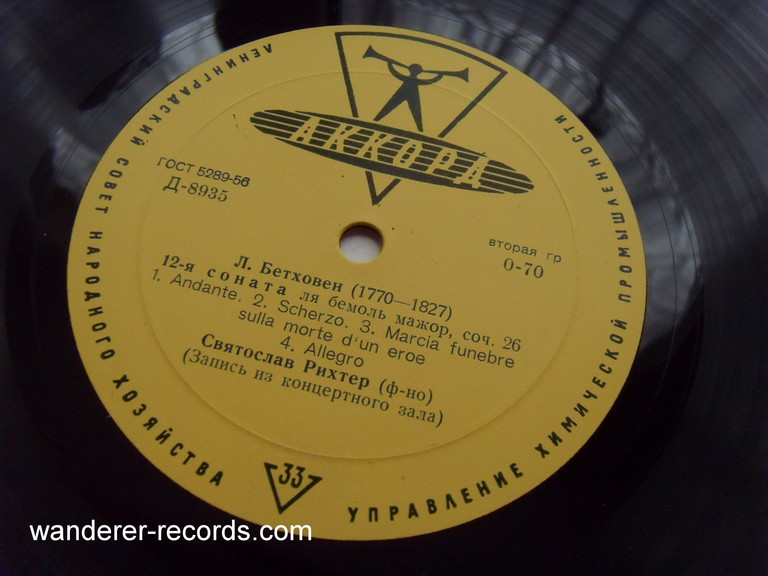 ЛЕНИНГРАДСКИЙ СОВЕТ НАРОДНОГО ХОЗЯЙСТВА
УПРАВЛЕНИЕ ХИМИЧЕСКОЙ ПРОМЫШЛЕННОСТИ
АККОРД
ГОСТ 5289-56
Д-8935
вторая гр
0-70
Л. Бетховен (1770—1827)
12-я соната ля бемоль мажор, соч. 26
1. Andante. 2. Scherzo. 3. Marcia funebre
sulla morte d'un eroe
4. Allegro
Святослав Рихтер (ф-но)
(Запись из концертного зала)
33
wanderer-records.com